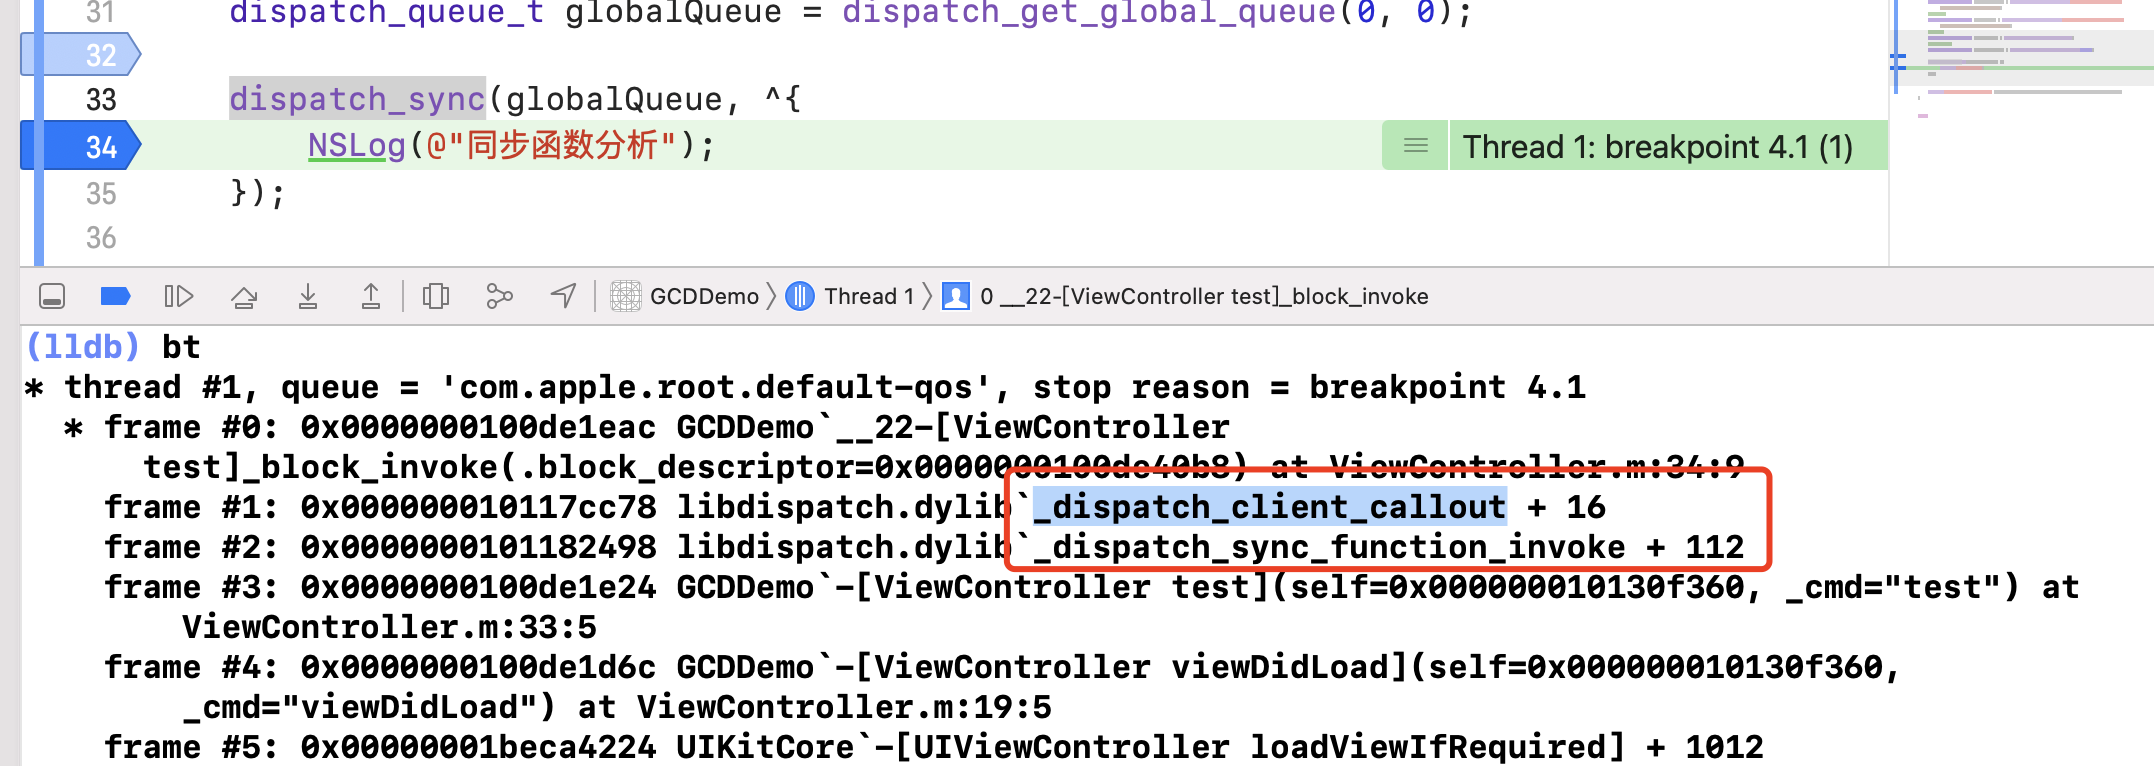 31 dispatch_queue_t globalQueue = dispatch_get_global_queue(0, 0);
32
33 dispatch_sync(globalQueue, ^{
34 NSLog(@"同步函数分析"); Thread 1: breakpoint 4.1 (1)
35 });
36
GCDDemo 〉 Thread 1 〉 0 __22-[ViewController test]_block_invoke
(lldb) bt
* thread #1, queue = 'com.apple.root.default-qos', stop reason = breakpoint 4.1
* frame #0: 0x0000000100de1eac GCDDemo`__22-[ViewController
test]_block_invoke(.block_descriptor=0x0000000100de40b8) at ViewController.m:34:9
frame #1: 0x000000010117cc78 libdispatch.dylib`_dispatch_client_callout + 16
frame #2: 0x0000000101182498 libdispatch.dylib`_dispatch_sync_function_invoke + 112
frame #3: 0x0000000100de1e24 GCDDemo`-[ViewController test](self=0x000000010130f360, _cmd="test") at
ViewController.m:33:5
frame #4: 0x0000000100de1d6c GCDDemo`-[ViewController viewDidLoad](self=0x000000010130f360,
_cmd="viewDidLoad") at ViewController.m:19:5
frame #5: 0x00000001beca4224 UIKitCore`-[UIViewController loadViewIfRequired] + 1012